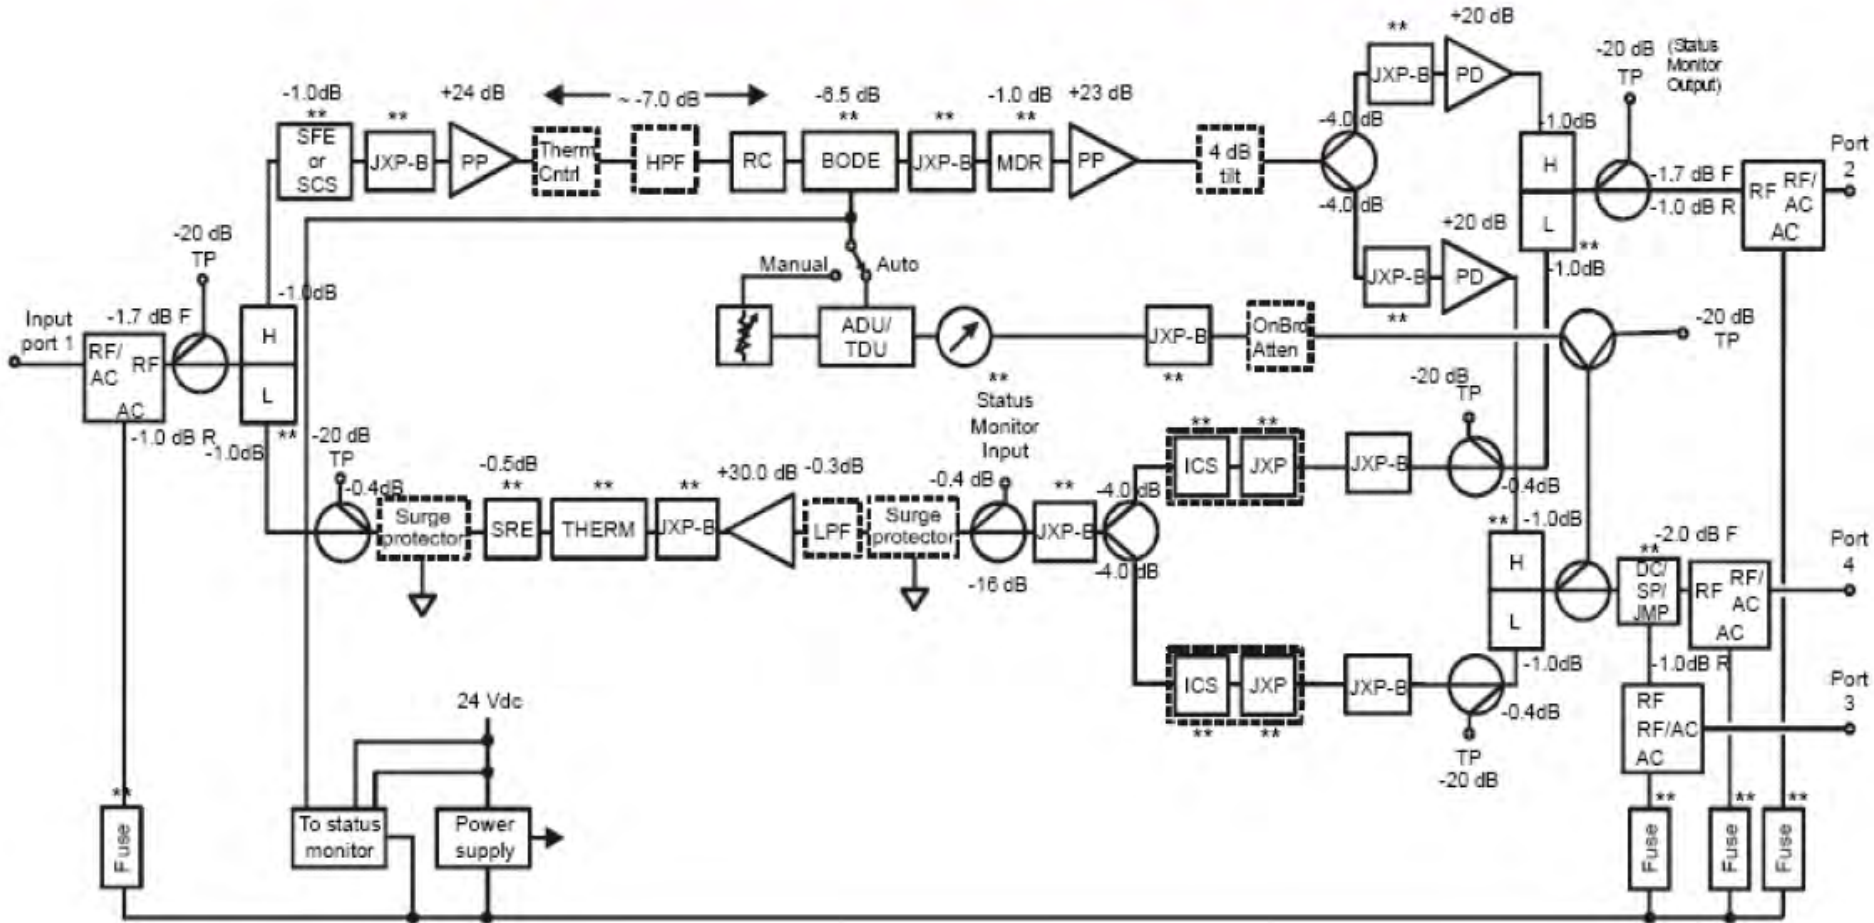 +20 dB
**
JXP-B
PD
-20 dB
TP
(Status
Monitor
Output)
-1.0dB
**
SFE
or
SCS
**
JXP-B
+24 dB
PP
~ -7.0 dB
Therm
Cntrl
HPF
RC
-6.5 dB
**
BODE
**
JXP-B
-1.0 dB
**
MDR
+23 dB
PP
4 dB
tilt
-4.0 dB
-4.0 dB
1.0dB
H
L
**
-1.0dB
-1.7 dB F
-1.0 dB R
RF
RF/
AC
AC
Port
2
+20 dB
JXP-B
**
PD
-20 dB
TP
Manual
Auto
-1.0dB
Input
port 1
-1.7 dB F
RF/
AC
RF
AC
-1.0 dB R
H
L
**
-1.0dB
ADU/
TDU
JXP-B
**
OnBrd
Atten
-20 dB
TP
-20 dB
TP
-0.4dB
Surge
protector
-0.5dB
**
SRE
**
THERM
**
JXP-B
+30.0 dB
-0.3dB
LPF
Surge
protector
**
Status
Monitor
Input
-0.4 dB
-16 dB
**
JXP-B
-4.0 dB
-4.0 dB
**
ICS
**
JXP
JXP-B
-20 dB
TP
-0.4dB
**
-1.0dB
H
L
-1.0dB
**
DC/
SP/
JMP
-2.0 dB F
RF
RF/
AC
AC
Port
4
-1.0dB R
ICS
**
JXP
**
JXP-B
-0.4dB
TP
-20 dB
RF
RF/AC
AC
Port
3
24 Vdc
**
Fuse
To status
monitor
Power
supply
**
Fuse
**
Fuse
**
Fuse